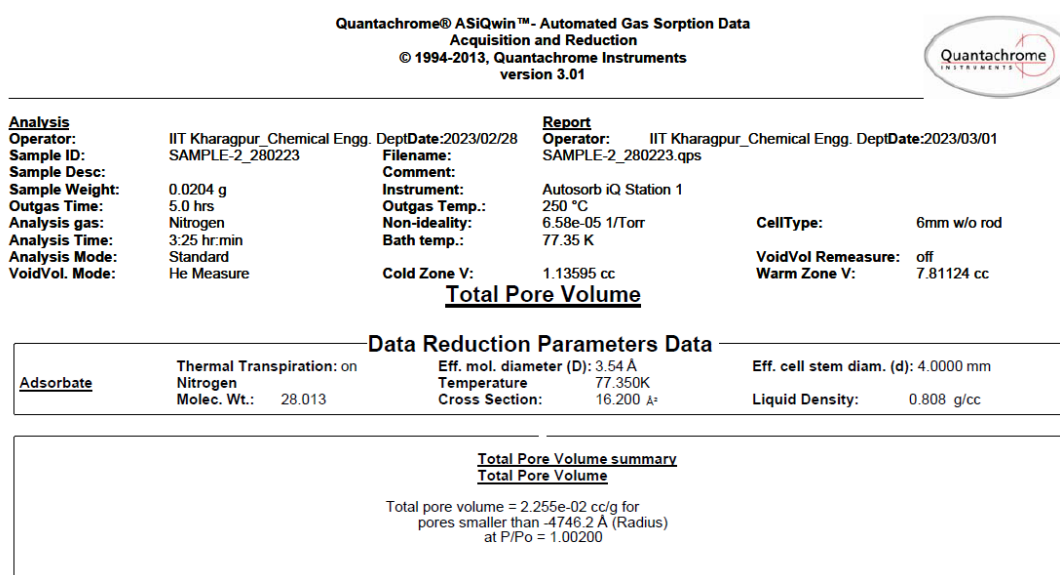 Quantachrome® ASiQwin™- Automated Gas Sorption Data
Acquisition and Reduction
© 1994-2013, Quantachrome Instruments
version 3.01
Quantachrome
INSTRUMENTS
Analysis Report
Operator: IIT Kharagpur_Chemical Engg. DeptDate:2023/02/28 Operator: IIT Kharagpur_Chemical Engg. DeptDate:2023/03/01
Sample ID: SAMPLE-2_280223 Filename: SAMPLE-2_280223.qps
Sample Desc: Comment:
Sample Weight: 0.0204 g Instrument: Autosorb iQ Station 1
Outgas Time: 5.0 hrs Outgas Temp.: 250 °C
Analysis gas: Nitrogen Non-ideality: 6.58e-05 1/Torr CellType: 6mm w/o rod
Analysis Time: 3:25 hr:min Bath temp.: 77.35 K
Analysis Mode: Standard VoidVol Remeasure: off
VoidVol. Mode: He Measure Cold Zone V: 1.13595 cc Warm Zone V: 7.81124 cc
Total Pore Volume
Data Reduction Parameters Data
Thermal Transpiration: on Eff. mol. diameter (D): 3.54 Å Eff. cell stem diam. (d): 4.0000 mm
Adsorbate Nitrogen Temperature 77.350K
Molec. Wt.: 28.013 Cross Section: 16.200 Å² Liquid Density: 0.808 g/cc
Total Pore Volume summary
Total Pore Volume
Total pore volume = 2.255e-02 cc/g for
pores smaller than -4746.2 Å (Radius)
at P/Po = 1.00200